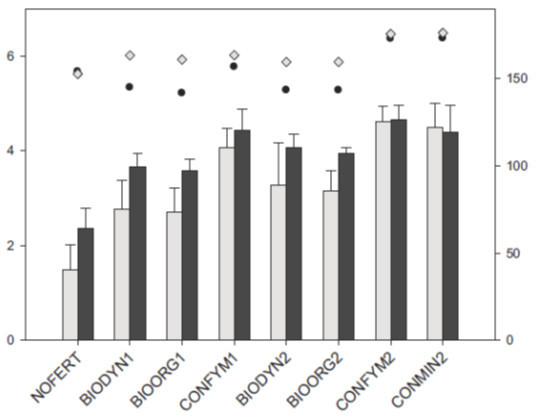 6
4
2
0
150
100
50
0
NOFERT
BIODYN1
BIOORG1
CONFYM1
BIODYN2
BIOORG2
CONFYM2
CONMIN2